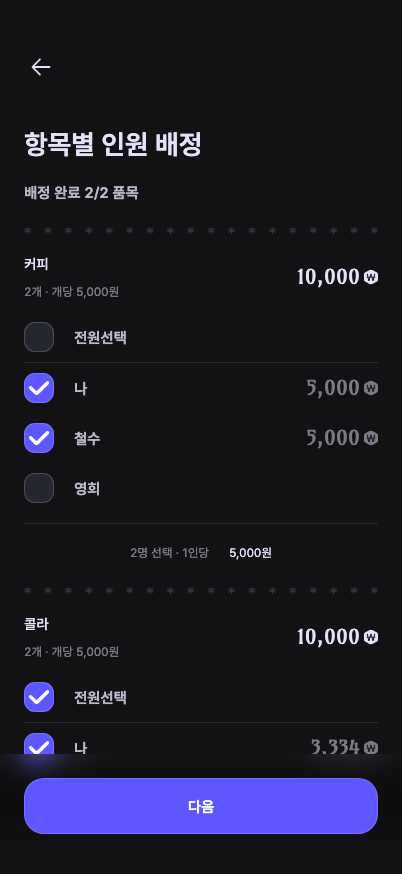 항목별 인원 배정
배정 완료 2/2 품목
* * * * * * * * * * * * * * * * * *
커피
10,000 W
2개 · 개당 5,000원
전원선택
나 5,000 W
철수 5,000 W
영희
2명 선택 · 1인당 5,000원
* * * * * * * * * * * * * * * * * *
콜라
10,000 W
2개 · 개당 5,000원
전원선택
나 3,334 W
다음